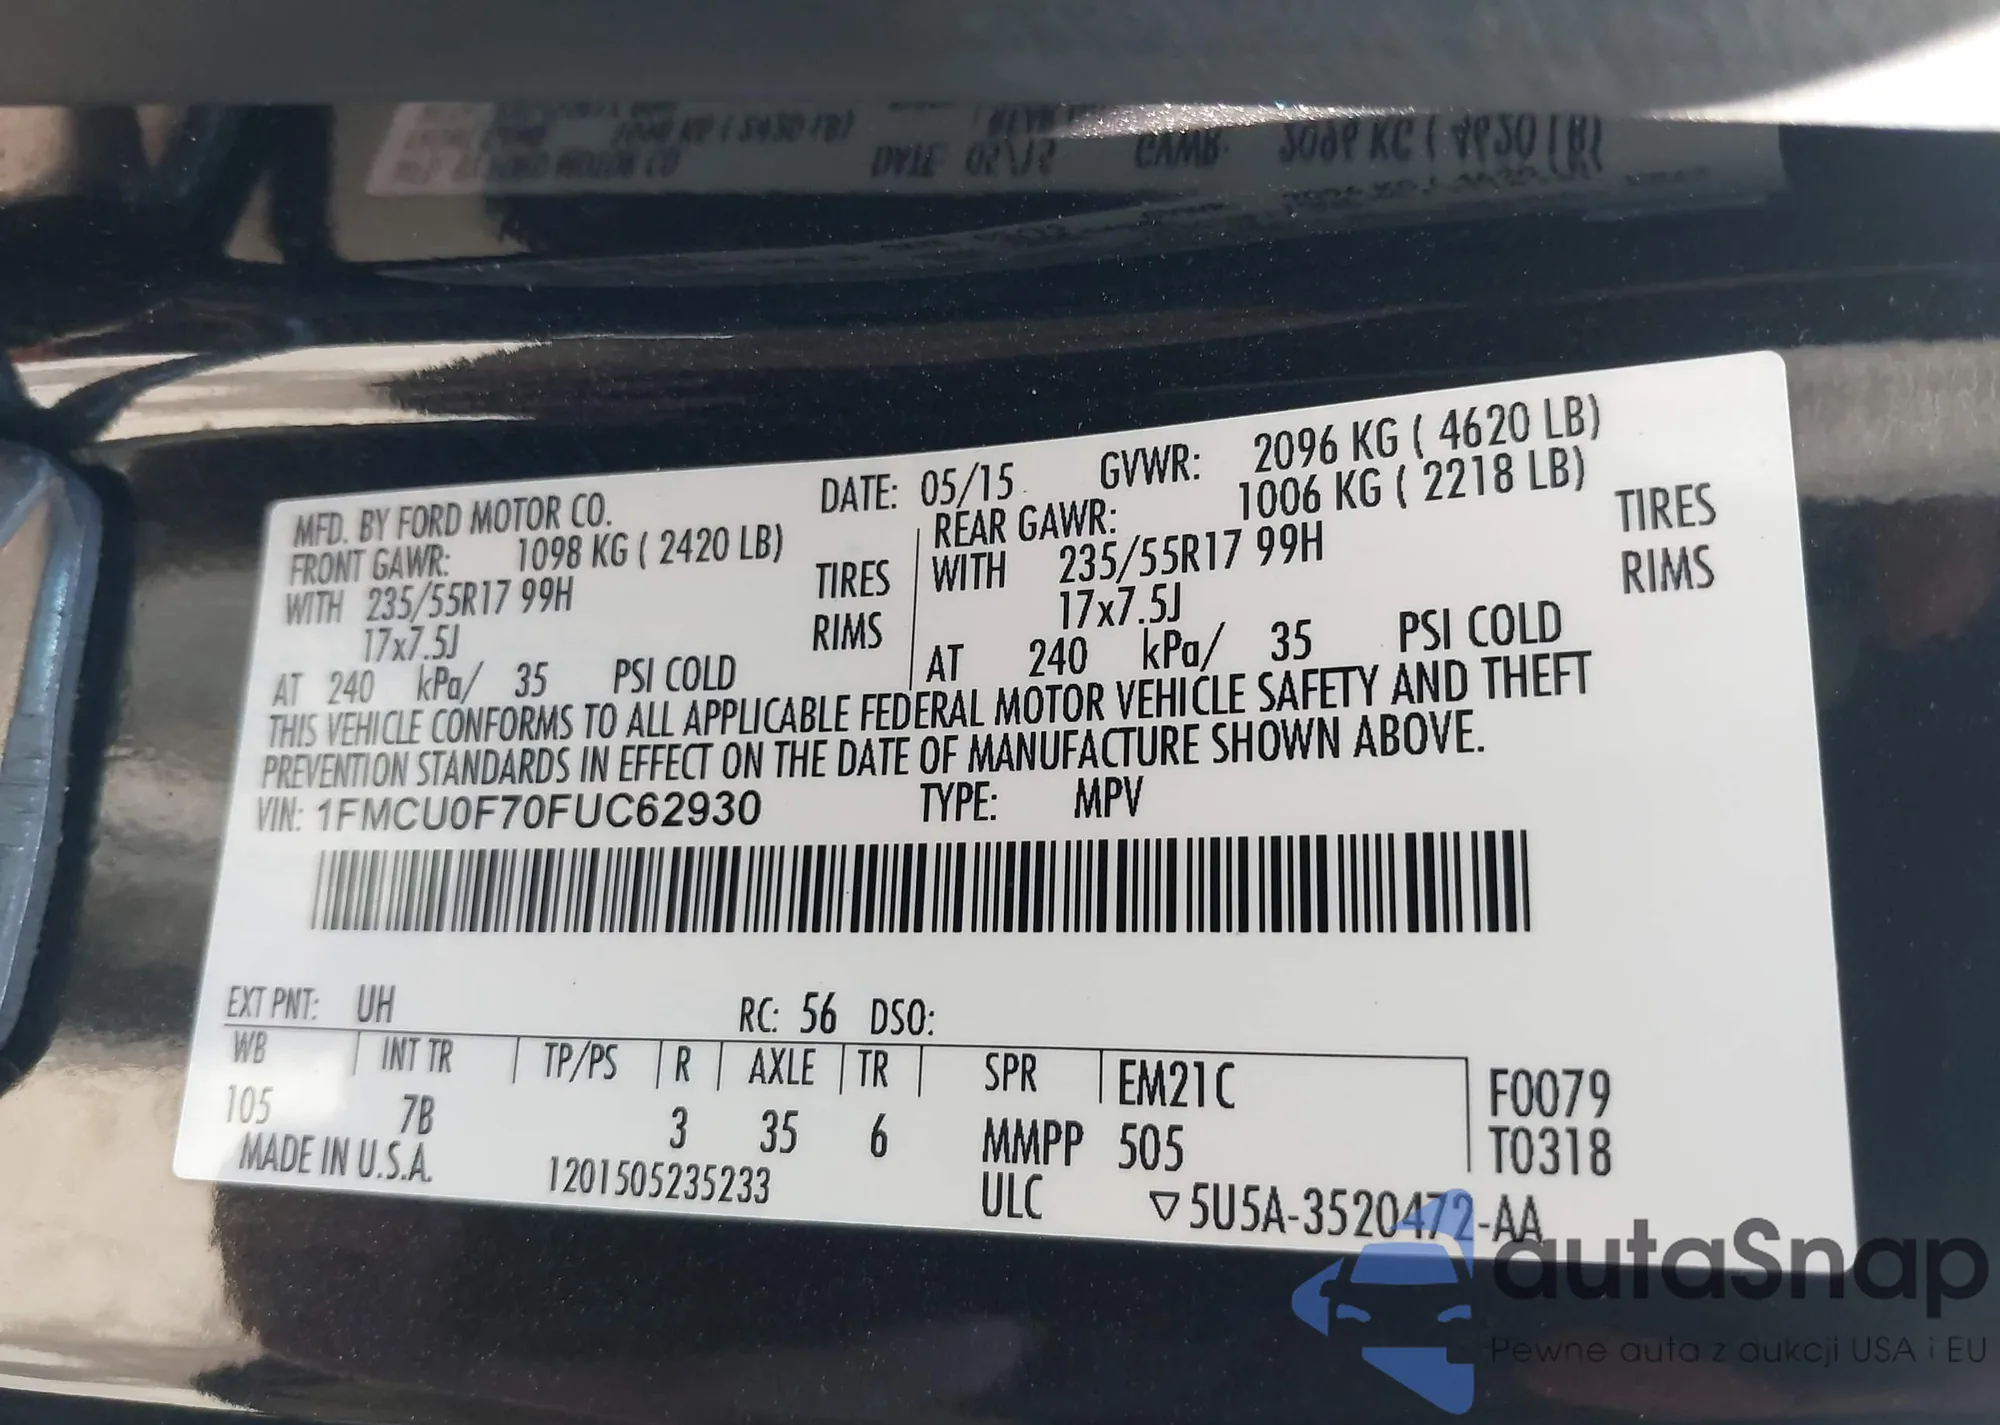 MFD. BY FORD MOTOR CO. DATE: 05/15 GVWR: 2096 KG ( 4620 LB)
FRONT GAWR: 1098 KG ( 2420 LB) REAR GAWR: 1006 KG ( 2218 LB)
WITH 235/55R17 99H TIRES WITH 235/55R17 99H TIRES
17x7.5J RIMS 17x7.5J RIMS
AT 240 kPa/ 35 PSI COLD AT 240 kPa/ 35 PSI COLD
THIS VEHICLE CONFORMS TO ALL APPLICABLE FEDERAL MOTOR VEHICLE SAFETY AND THEFT
PREVENTION STANDARDS IN EFFECT ON THE DATE OF MANUFACTURE SHOWN ABOVE.
VIN: 1FMCU0F70FUC62930 TYPE: MPV
EXT PNT: UH RC: 56 DSO:
WB INT TR TP/PS R AXLE TR SPR EM21C F0079
105 7B 3 35 6 MMPP 505 T0318
MADE IN U.S.A. 1201505235233 ULC ▽5U5A-3520472-AA
autaSnap
Pewne auta z aukcji USA i EU